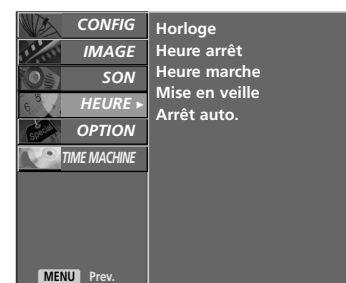 CONFIG
IMAGE
SON
HEURE ►
OPTION
TIME MACHINE
Horloge
Heure arrêt
Heure marche
Mise en veille
Arrêt auto.
MENU Prev.